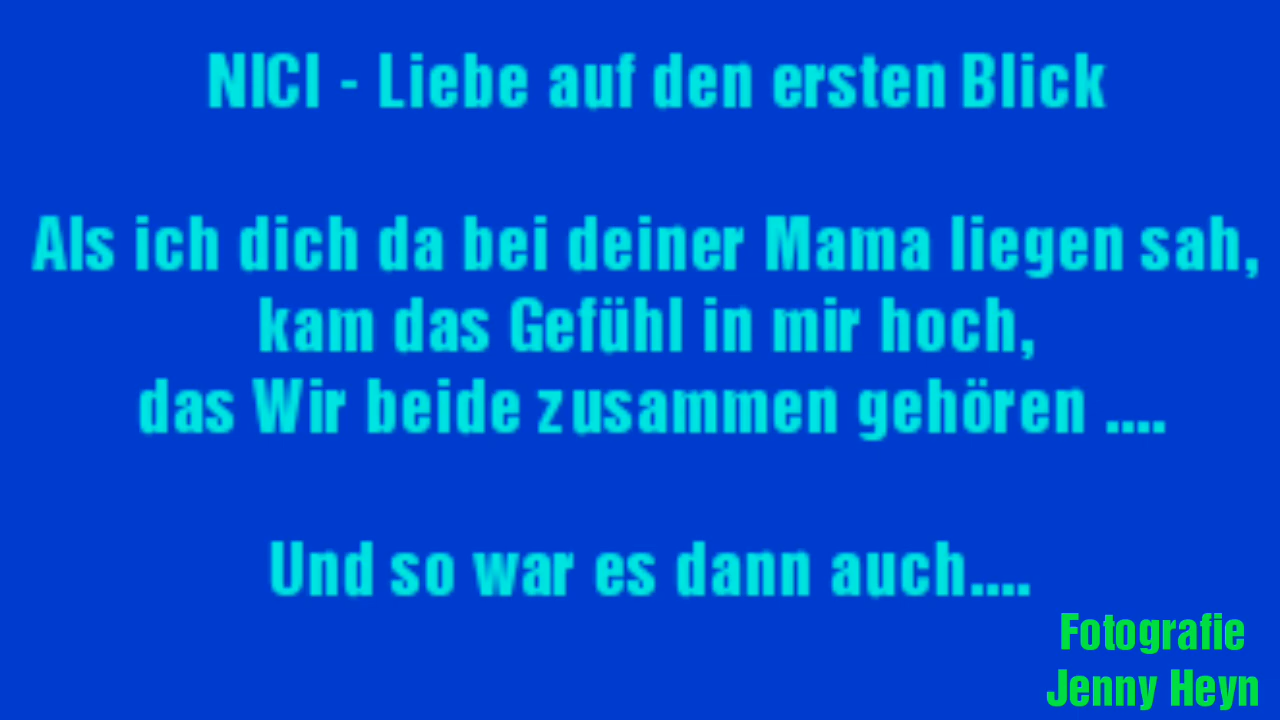 NICI - Liebe auf den ersten Blick
Als ich dich da bei deiner Mama liegen sah,
kam das Gefühl in mir hoch,
das Wir beide zusammen gehören ....
Und so war es dann auch....
Fotografie
Jenny Heyn